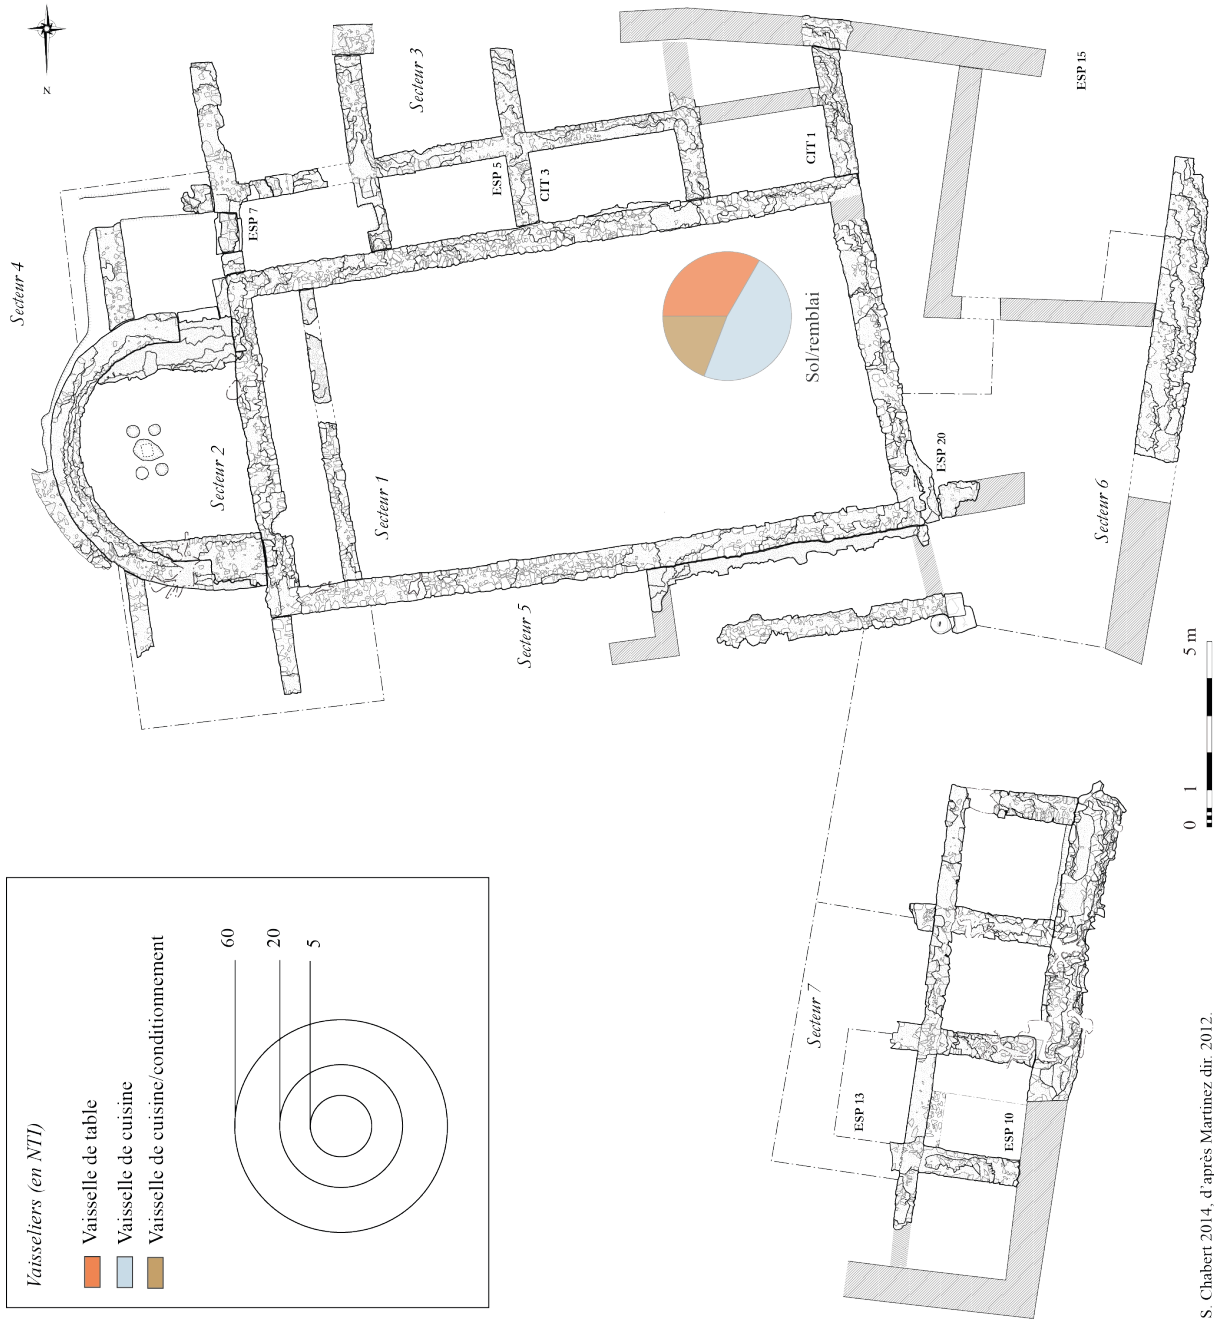 N
Secteur 4
Secteur 3
ESP 7
ESP 5
CIT 3
CIT 1
ESP 15
Secteur 2
Secteur 1
Sol/remblai
ESP 20
Secteur 5
Secteur 6
Secteur 7
ESP 13
ESP 10
Vaisseliers (en NTI)
Vaisselle de table
Vaisselle de cuisine
Vaisselle de cuisine/conditionnement
60
20
5
0 1 5 m
S. Chabert 2014, d'après Martinez dir. 2012.